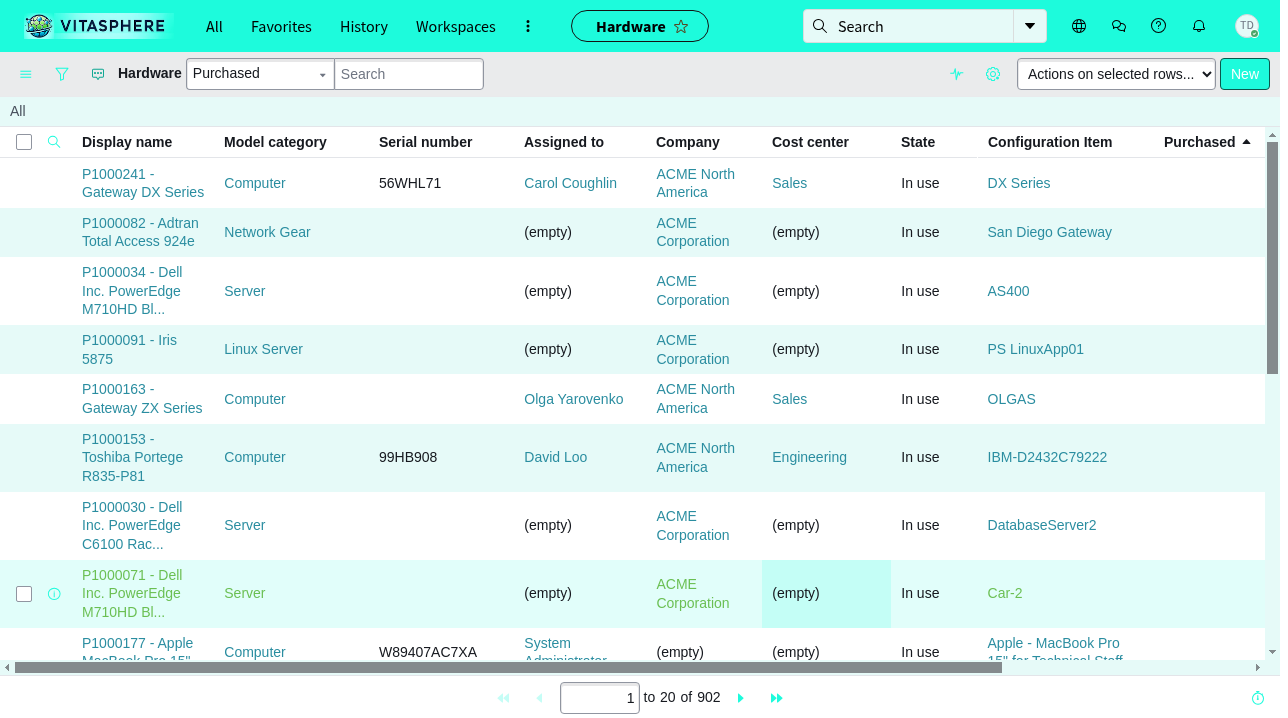 VITASPHERE All Favorites History Workspaces Hardware Search TD
Hardware Purchased Search Actions on selected rows... New
All
Display name Model category Serial number Assigned to Company Cost center State Configuration Item Purchased
P1000241 - Gateway DX Series Computer 56WHL71 Carol Coughlin ACME North America Sales In use DX Series
P1000082 - Adtran Total Access 924e Network Gear (empty) ACME Corporation (empty) In use San Diego Gateway
P1000034 - Dell Inc. PowerEdge M710HD Bl... Server (empty) ACME Corporation (empty) In use AS400
P1000091 - Iris 5875 Linux Server (empty) ACME Corporation (empty) In use PS LinuxApp01
P1000163 - Gateway ZX Series Computer Olga Yarovenko ACME North America Sales In use OLGAS
P1000153 - Toshiba Portege R835-P81 Computer 99HB908 David Loo ACME North America Engineering In use IBM-D2432C79222
P1000030 - Dell Inc. PowerEdge C6100 Rac... Server (empty) ACME Corporation (empty) In use DatabaseServer2
P1000071 - Dell Inc. PowerEdge M710HD Bl... Server (empty) ACME Corporation (empty) In use Car-2
P1000177 - Apple MacBook Pro 15" Computer W89407AC7XA System Administrator (empty) (empty) In use Apple - MacBook Pro 15" for Technical Staff
1 to 20 of 902